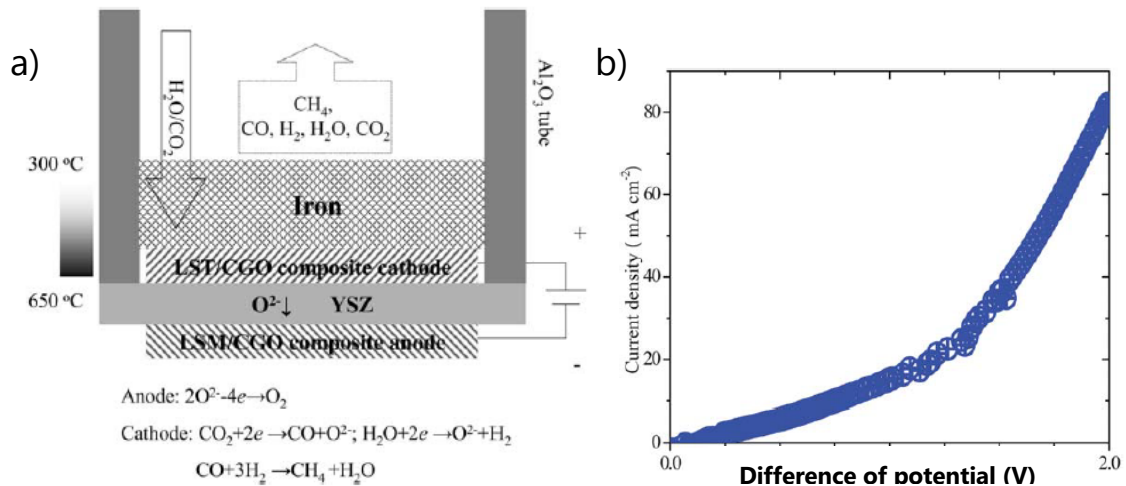 a)
H₂O/CO₂
CH₄,
CO, H₂, H₂O, CO₂
Al₂O₃ tube
300 ºC
Iron
+
LST/CGO composite cathode
650 ºC
O²⁻↓ YSZ
LSM/CGO composite anode
-
Anode: 2O²⁻-4e→O₂
Cathode: CO₂+2e →CO+O²⁻; H₂O+2e →O²⁻+H₂
CO+3H₂ →CH₄ +H₂O
b)
Current density ( mA cm⁻²)
80
60
40
20
0
0.0
2.0
Difference of potential (V)